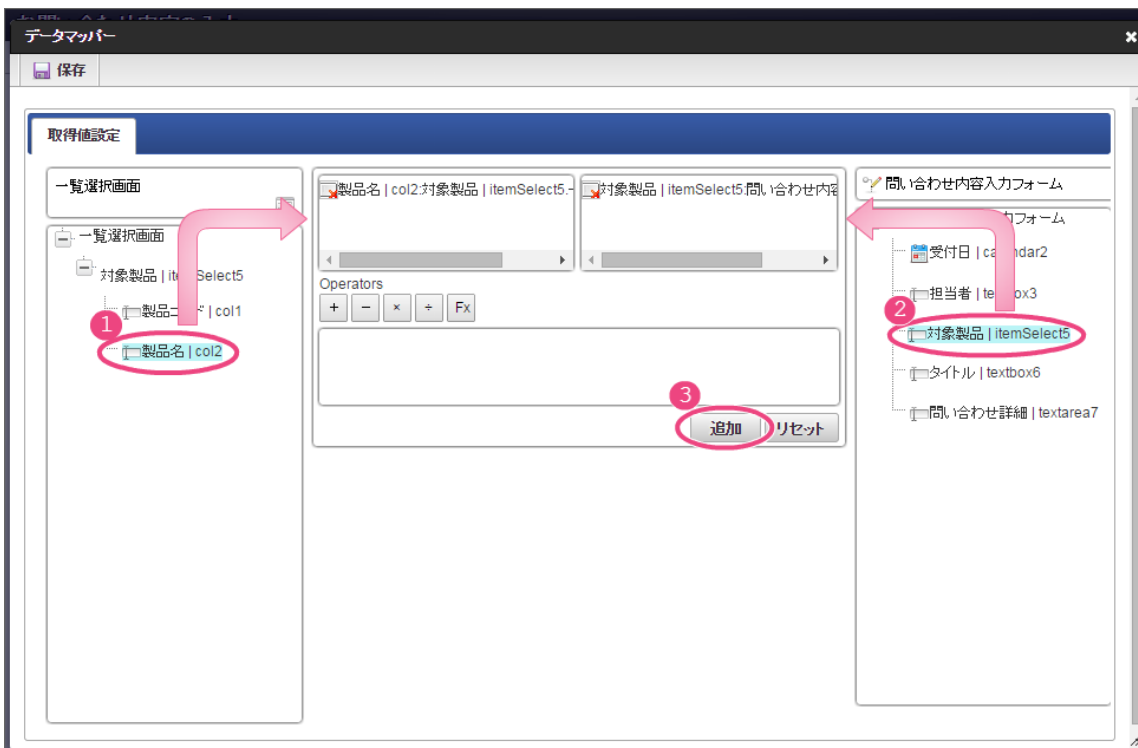 データマッパー
保存
取得値設定
一覧選択画面
一覧選択画面
対象製品 | ite Select5
製品コード | col1
1
製品名 | col2
製品名 | col2:対象製品 | itemSelect5.
対象製品 | itemSelect5:問い合わせ内容
Operators
+ − × ÷ Fx
3
追加 リセット
問い合わせ内容入力フォーム
力フォーム
受付日 | ca ndar2
担当者 | te ox3
2
対象製品 | itemSelect5
タイトル | textbox6
問い合わせ詳細 | textarea7